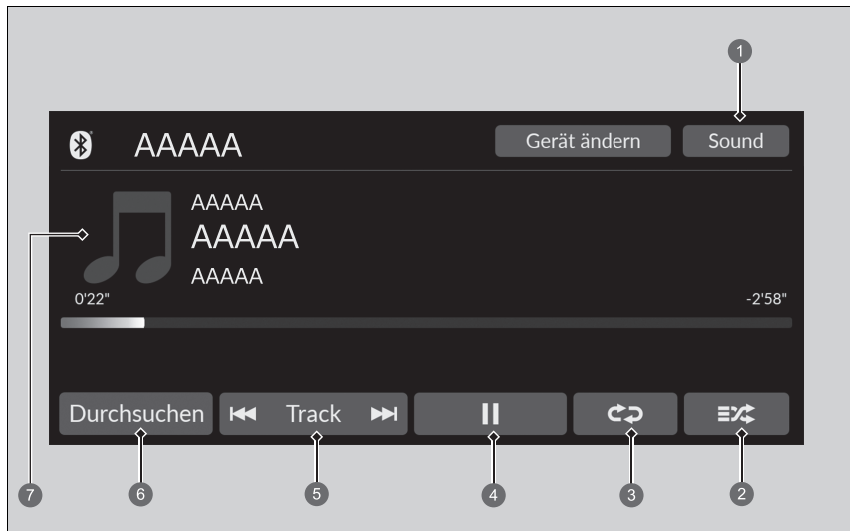 1
AAAAA Gerät ändern Sound
AAAAA
AAAAA
AAAAA
0'22" -2'58"
Durchsuchen Track
7 6 5 4 3 2